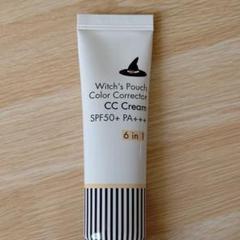 Witch's Pouch
Color Corrector
CC Cream
SPF50+ PA+++
6 in 1